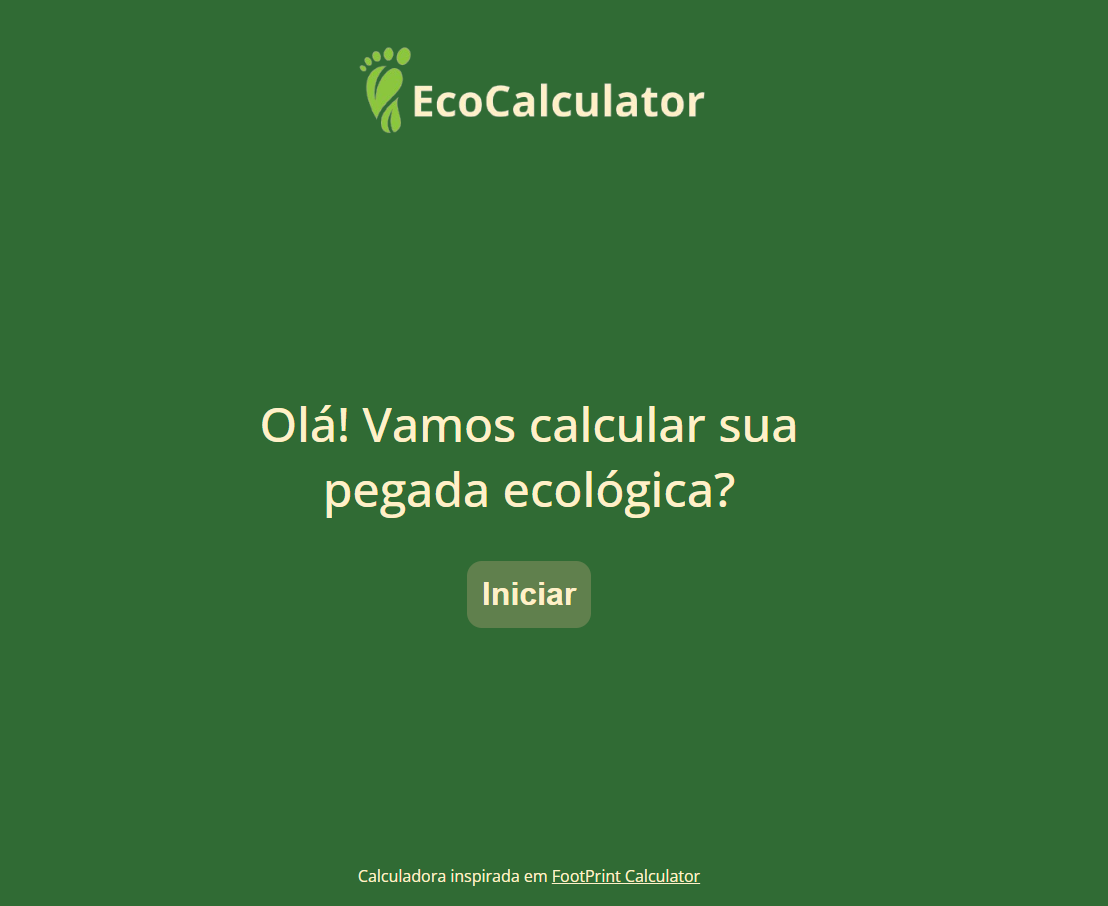 EcoCalculator
Olá! Vamos calcular sua
pegada ecológica?
Iniciar
Calculadora inspirada em FootPrint Calculator